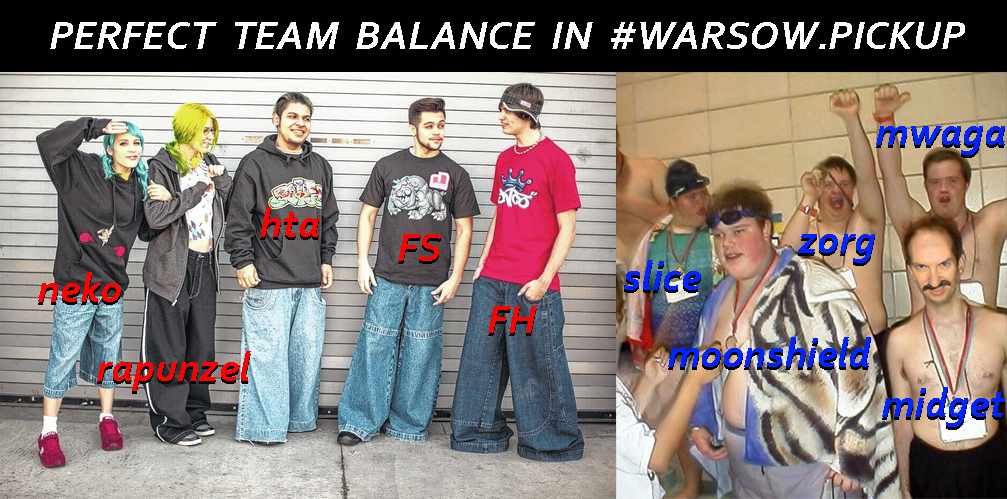 PERFECT TEAM BALANCE IN #WARSOW.PICKUP
mwaga
hta
FS
zorg
neko
slice
FH
rapunzel
moonshield
midget